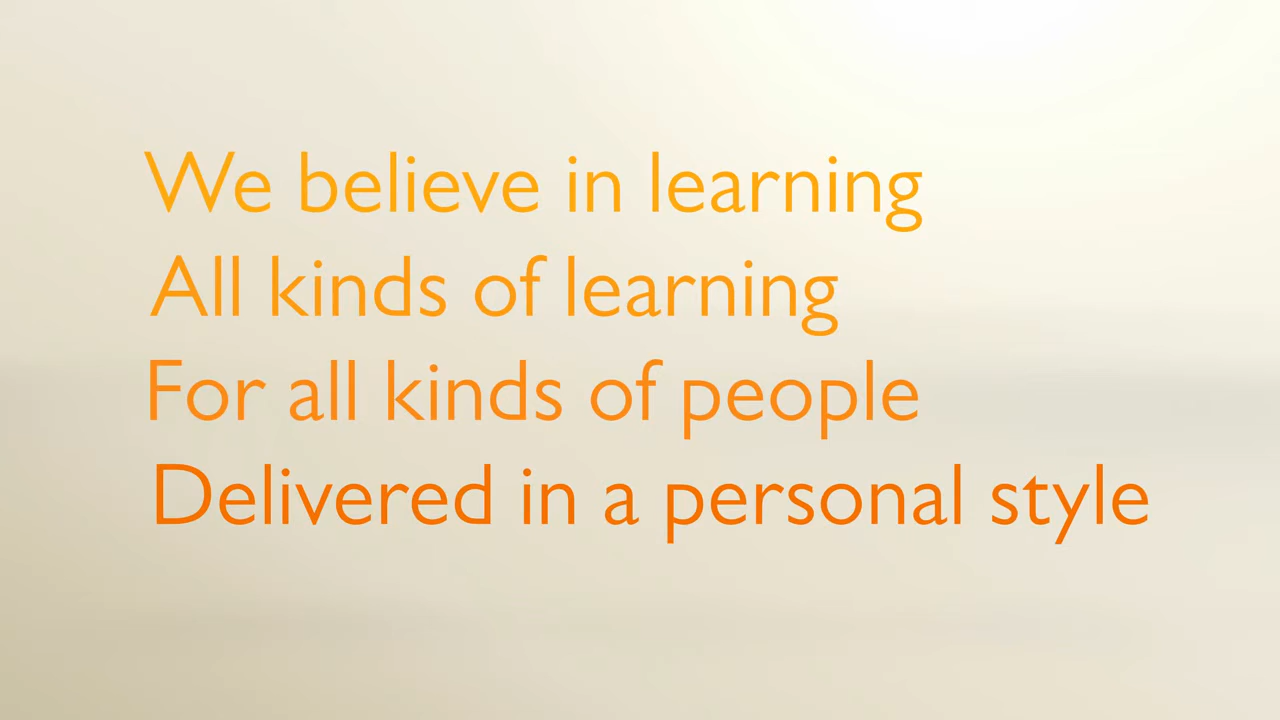 We believe in learning
All kinds of learning
For all kinds of people
Delivered in a personal style